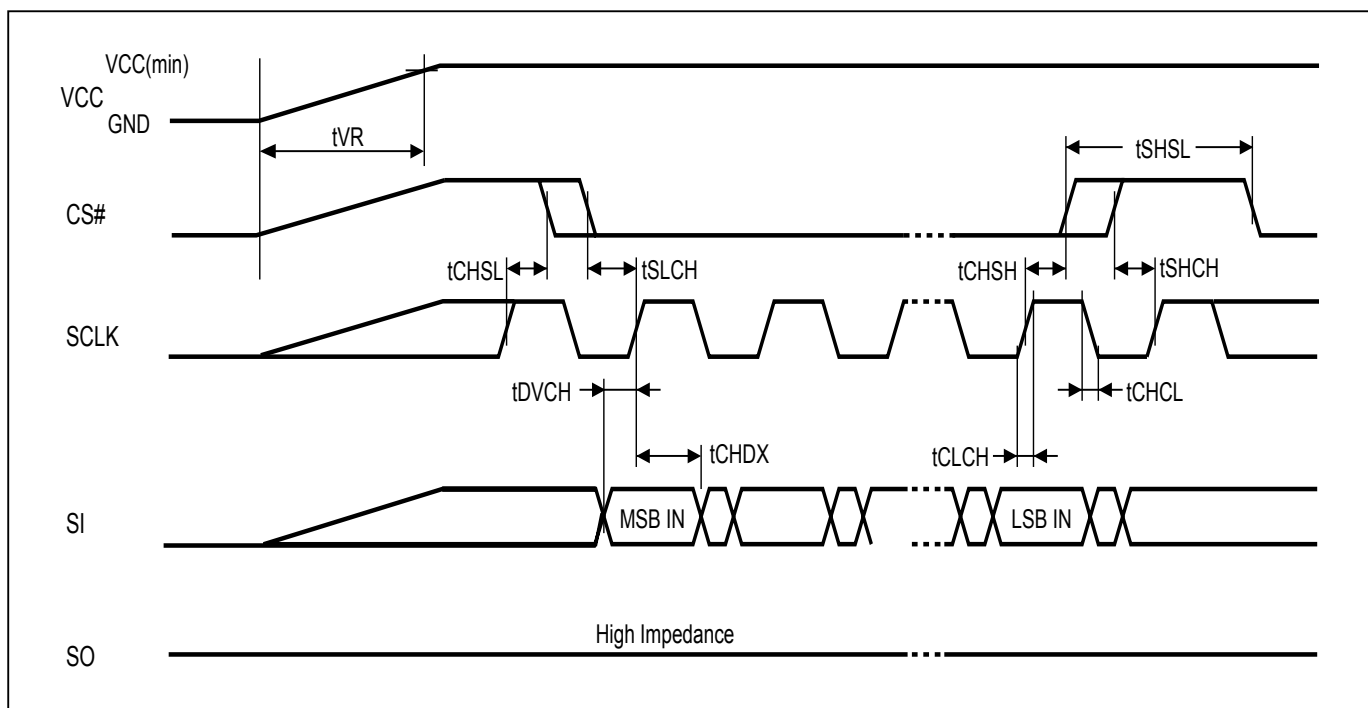 VCC(min)
VCC
GND
tVR
tSHSL
CS#
tCHSL
tSLCH
tCHSH
tSHCH
SCLK
tDVCH
tCHCL
tCHDX
tCLCH
SI
MSB IN
LSB IN
High Impedance
SO